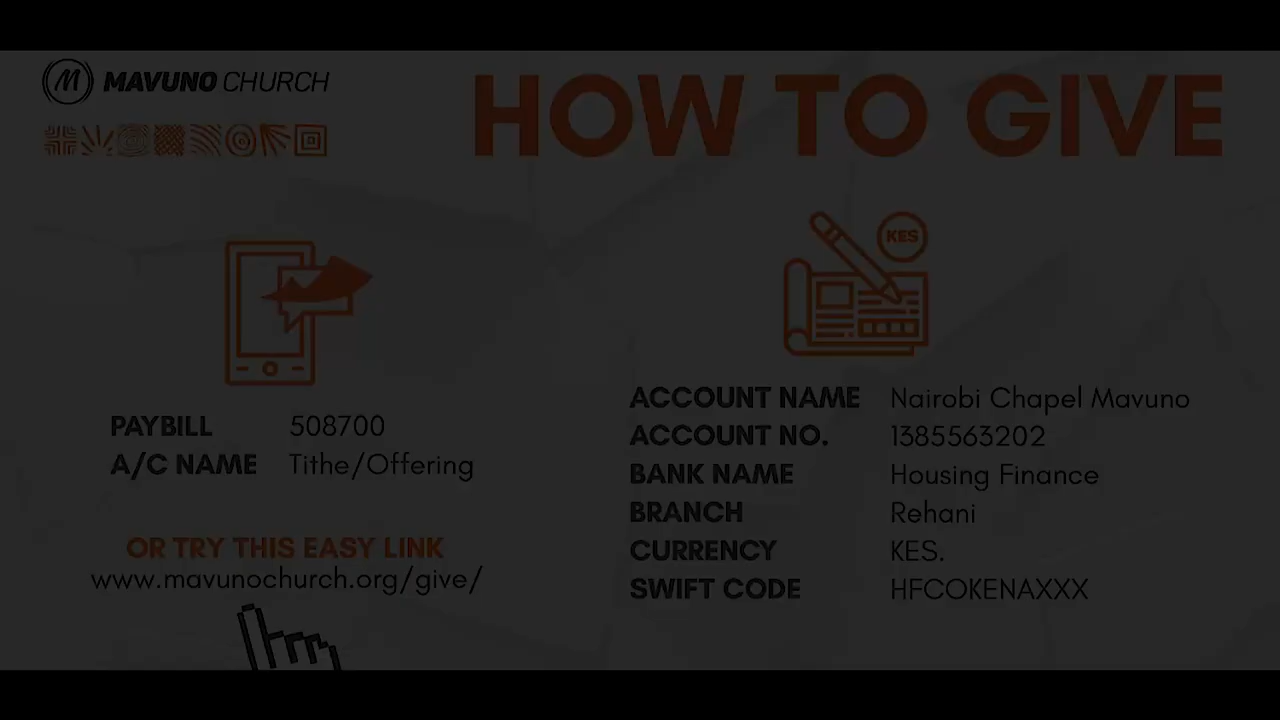 MAVUNO CHURCH
HOW TO GIVE
KES
PAYBILL 508700
A/C NAME Tithe/Offering
OR TRY THIS EASY LINK
www.mavunochurch.org/give/
ACCOUNT NAME Nairobi Chapel Mavuno
ACCOUNT NO. 1385563202
BANK NAME Housing Finance
BRANCH Rehani
CURRENCY KES.
SWIFT CODE HFCOKENAXXX